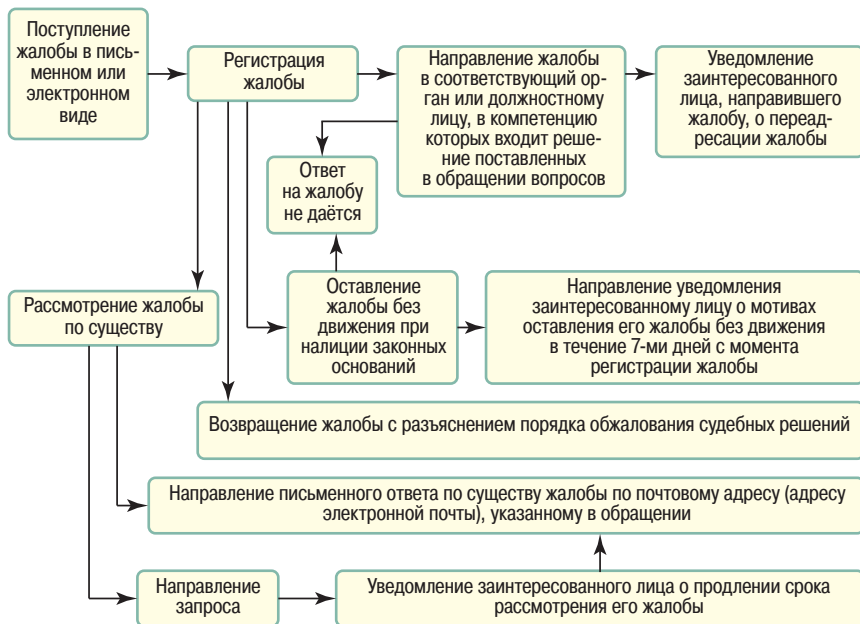 Поступление
жалобы в пись-
менном или
электронном
виде
Регистрация
жалобы
Направление жалобы
в соответствующий ор-
ган или должностному
лицу, в компетенцию
которых входит реше-
ние поставленных
в обращении вопросов
Уведомление
заинтересованного
лица, направившего
жалобу, о переад-
ресации жалобы
Ответ
на жалобу
не даётся
Рассмотрение жалобы
по существу
Оставление
жалобы без
движения при
налиции законных
оснований
Направление уведомления
заинтересованному лицу о мотивах
оставления его жалобы без движения
в течение 7-ми дней с момента
регистрации жалобы
Возвращение жалобы с разъяснением порядка обжалования судебных решений
Направление письменного ответа по существу жалобы по почтовому адресу (адресу
электронной почты), указанному в обращении
Направление
запроса
Уведомление заинтересованного лица о продлении срока
рассмотрения его жалобы